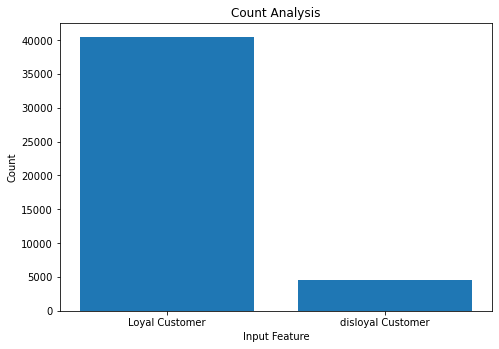 Count Analysis
Count
40000
35000
30000
25000
20000
15000
10000
5000
0
Loyal Customer
disloyal Customer
Input Feature